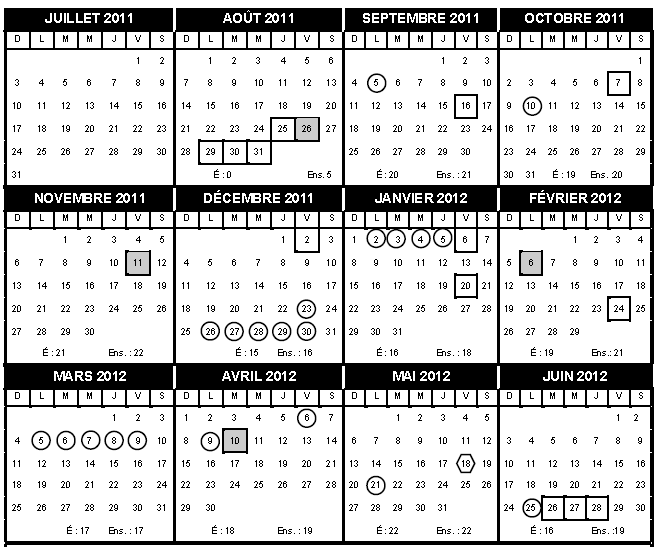 JUILLET 2011
D L M M J V S
1 2
3 4 5 6 7 8 9
10 11 12 13 14 15 16
17 18 19 20 21 22 23
24 25 26 27 28 29 30
31
AOÛT 2011
D L M M J V S
1 2 3 4 5 6
7 8 9 10 11 12 13
14 15 16 17 18 19 20
21 22 23 24 25 26 27
28 29 30 31
É : 0 Ens. 5
SEPTEMBRE 2011
D L M M J V S
1 2 3
4 5 6 7 8 9 10
11 12 13 14 15 16 17
18 19 20 21 22 23 24
25 26 27 28 29 30
É : 20 Ens. : 21
OCTOBRE 2011
D L M M J V S
1
2 3 4 5 6 7 8
9 10 11 12 13 14 15
16 17 18 19 20 21 22
23 24 25 26 27 28 29
30 31 É : 19 Ens. :20
NOVEMBRE 2011
D L M M J V S
1 2 3 4 5
6 7 8 9 10 11 12
13 14 15 16 17 18 19
20 21 22 23 24 25 26
27 28 29 30
É : 21 Ens. : 22
DÉCEMBRE 2011
D L M M J V S
1 2 3
4 5 6 7 8 9 10
11 12 13 14 15 16 17
18 19 20 21 22 23 24
25 26 27 28 29 30 31
É : 15 Ens. : 16
JANVIER 2012
D L M M J V S
1 2 3 4 5 6 7
8 9 10 11 12 13 14
15 16 17 18 19 20 21
22 23 24 25 26 27 28
29 30 31
É : 16 Ens. : 18
FÉVRIER 2012
D L M M J V S
1 2 3 4
5 6 7 8 9 10 11
12 13 14 15 16 17 18
19 20 21 22 23 24 25
26 27 28 29
É : 19 Ens.: 21
MARS 2012
D L M M J V S
1 2 3
4 5 6 7 8 9 10
11 12 13 14 15 16 17
18 19 20 21 22 23 24
25 26 27 28 29 30 31
É : 17 Ens. : 17
AVRIL 2012
D L M M J V S
1 2 3 4 5 6 7
8 9 10 11 12 13 14
15 16 17 18 19 20 21
22 23 24 25 26 27 28
29 30
É : 18 Ens. : 19
MAI 2012
D L M M J V S
1 2 3 4 5
6 7 8 9 10 11 12
13 14 15 16 17 18 19
20 21 22 23 24 25 26
27 28 29 30 31
É : 22 Ens. : 22
JUIN 2012
D L M M J V S
1 2
3 4 5 6 7 8 9
10 11 12 13 14 15 16
17 18 19 20 21 22 23
24 25 26 27 28 29 30
É : 16 Ens. :19